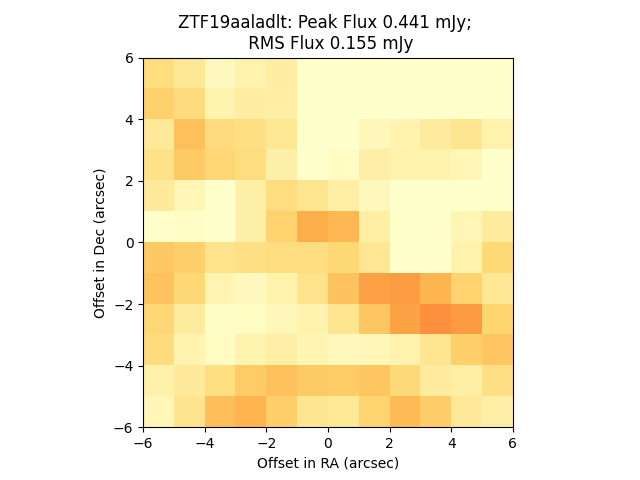 ZTF19aaladlt: Peak Flux 0.441 mJy;
RMS Flux 0.155 mJy
6
4
2
0
−2
−4
−6
Offset in Dec (arcsec)
−6 −4 −2 0 2 4 6
Offset in RA (arcsec)